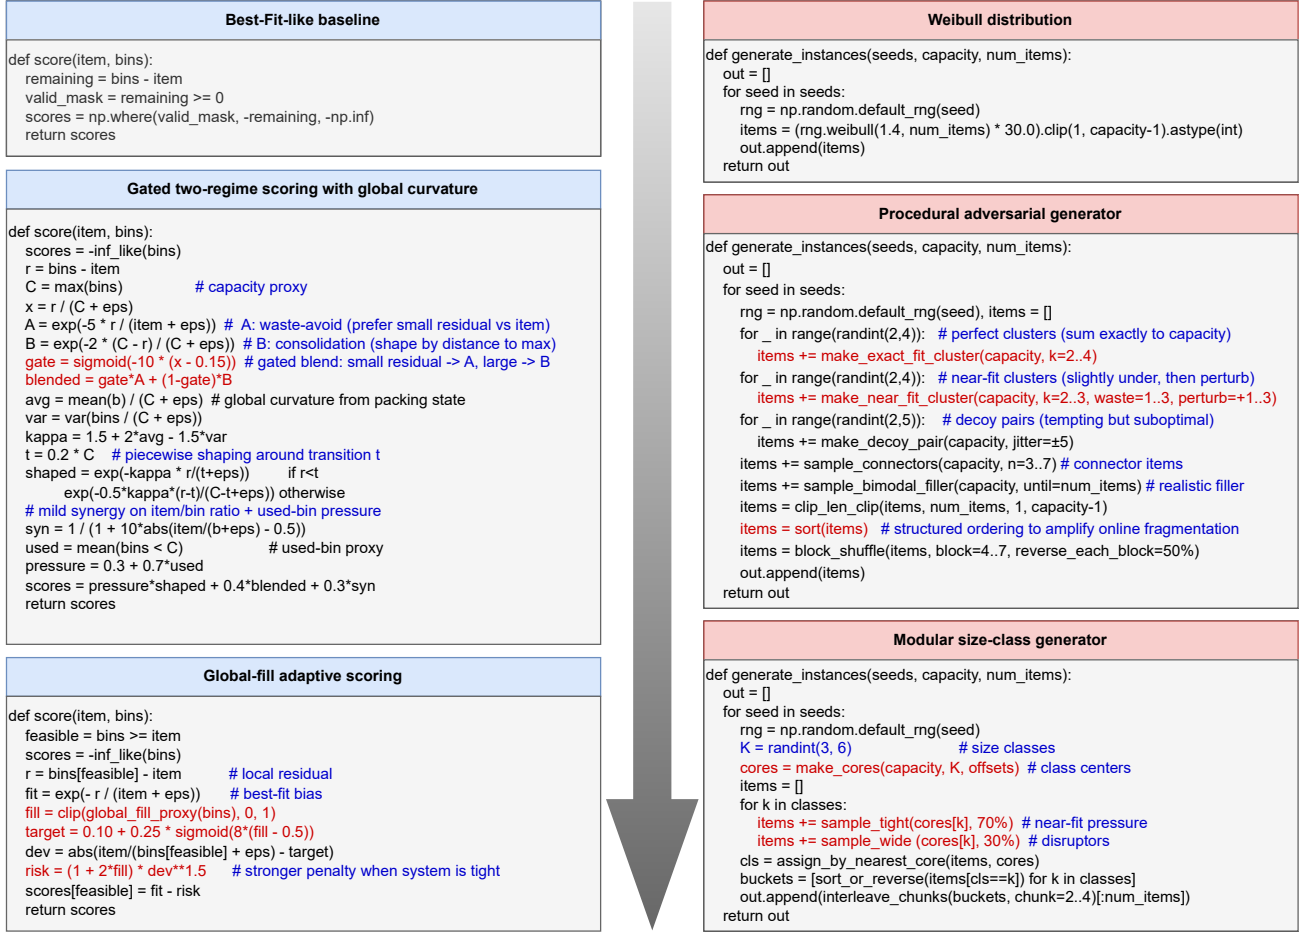 Best-Fit-like baseline
def score(item, bins):
remaining = bins - item
valid_mask = remaining >= 0
scores = np.where(valid_mask, -remaining, -np.inf)
return scores
Gated two-regime scoring with global curvature
def score(item, bins):
scores = -inf_like(bins)
r = bins - item
C = max(bins) # capacity proxy
x = r / (C + eps)
A = exp(-5 * r / (item + eps)) # A: waste-avoid (prefer small residual vs item)
B = exp(-2 * (C - r) / (C + eps)) # B: consolidation (shape by distance to max)
gate = sigmoid(-10 * (x - 0.15)) # gated blend: small residual -> A, large -> B
blended = gate*A + (1-gate)*B
avg = mean(b) / (C + eps) # global curvature from packing state
var = var(bins / (C + eps))
kappa = 1.5 + 2*avg - 1.5*var
t = 0.2 * C # piecewise shaping around transition t
shaped = exp(-kappa * r/(t+eps)) if r<t
exp(-0.5*kappa*(r-t)/(C-t+eps)) otherwise
# mild synergy on item/bin ratio + used-bin pressure
syn = 1 / (1 + 10*abs(item/(b+eps) - 0.5))
used = mean(bins < C) # used-bin proxy
pressure = 0.3 + 0.7*used
scores = pressure*shaped + 0.4*blended + 0.3*syn
return scores
Global-fill adaptive scoring
def score(item, bins):
feasible = bins >= item
scores = -inf_like(bins)
r = bins[feasible] - item # local residual
fit = exp(- r / (item + eps)) # best-fit bias
fill = clip(global_fill_proxy(bins), 0, 1)
target = 0.10 + 0.25 * sigmoid(8*(fill - 0.5))
dev = abs(item/(bins[feasible] + eps) - target)
risk = (1 + 2*fill) * dev**1.5 # stronger penalty when system is tight
scores[feasible] = fit - risk
return scores
Weibull distribution
def generate_instances(seeds, capacity, num_items):
out = []
for seed in seeds:
rng = np.random.default_rng(seed)
items = (rng.weibull(1.4, num_items) * 30.0).clip(1, capacity-1).astype(int)
out.append(items)
return out
Procedural adversarial generator
def generate_instances(seeds, capacity, num_items):
out = []
for seed in seeds:
rng = np.random.default_rng(seed), items = []
for _ in range(randint(2,4)): # perfect clusters (sum exactly to capacity)
items += make_exact_fit_cluster(capacity, k=2..4)
for _ in range(randint(2,4)): # near-fit clusters (slightly under, then perturb)
items += make_near_fit_cluster(capacity, k=2..3, waste=1..3, perturb=+1..3)
for _ in range(randint(2,5)): # decoy pairs (tempting but suboptimal)
items += make_decoy_pair(capacity, jitter=±5)
items += sample_connectors(capacity, n=3..7) # connector items
items += sample_bimodal_filler(capacity, until=num_items) # realistic filler
items = clip_len_clip(items, num_items, 1, capacity-1)
items = sort(items) # structured ordering to amplify online fragmentation
items = block_shuffle(items, block=4..7, reverse_each_block=50%)
out.append(items)
return out
Modular size-class generator
def generate_instances(seeds, capacity, num_items):
out = []
for seed in seeds:
rng = np.random.default_rng(seed)
K = randint(3, 6) # size classes
cores = make_cores(capacity, K, offsets) # class centers
items = []
for k in classes:
items += sample_tight(cores[k], 70%) # near-fit pressure
items += sample_wide (cores[k], 30%) # disruptors
cls = assign_by_nearest_core(items, cores)
buckets = [sort_or_reverse(items[cls==k]) for k in classes]
out.append(interleave_chunks(buckets, chunk=2..4)[:num_items])
return out